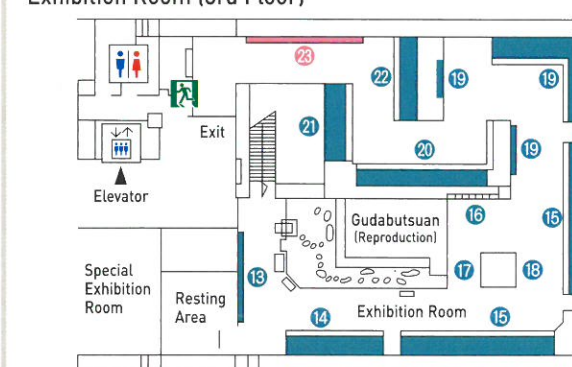 Exhibition Room (3rd Floor)
23
22
19
19
Exit
21
20
19
Elevator
16
15
Gudabutsuan
(Reproduction)
Special
Exhibition
Room
13
17
18
Resting
Area
14
Exhibition Room
15